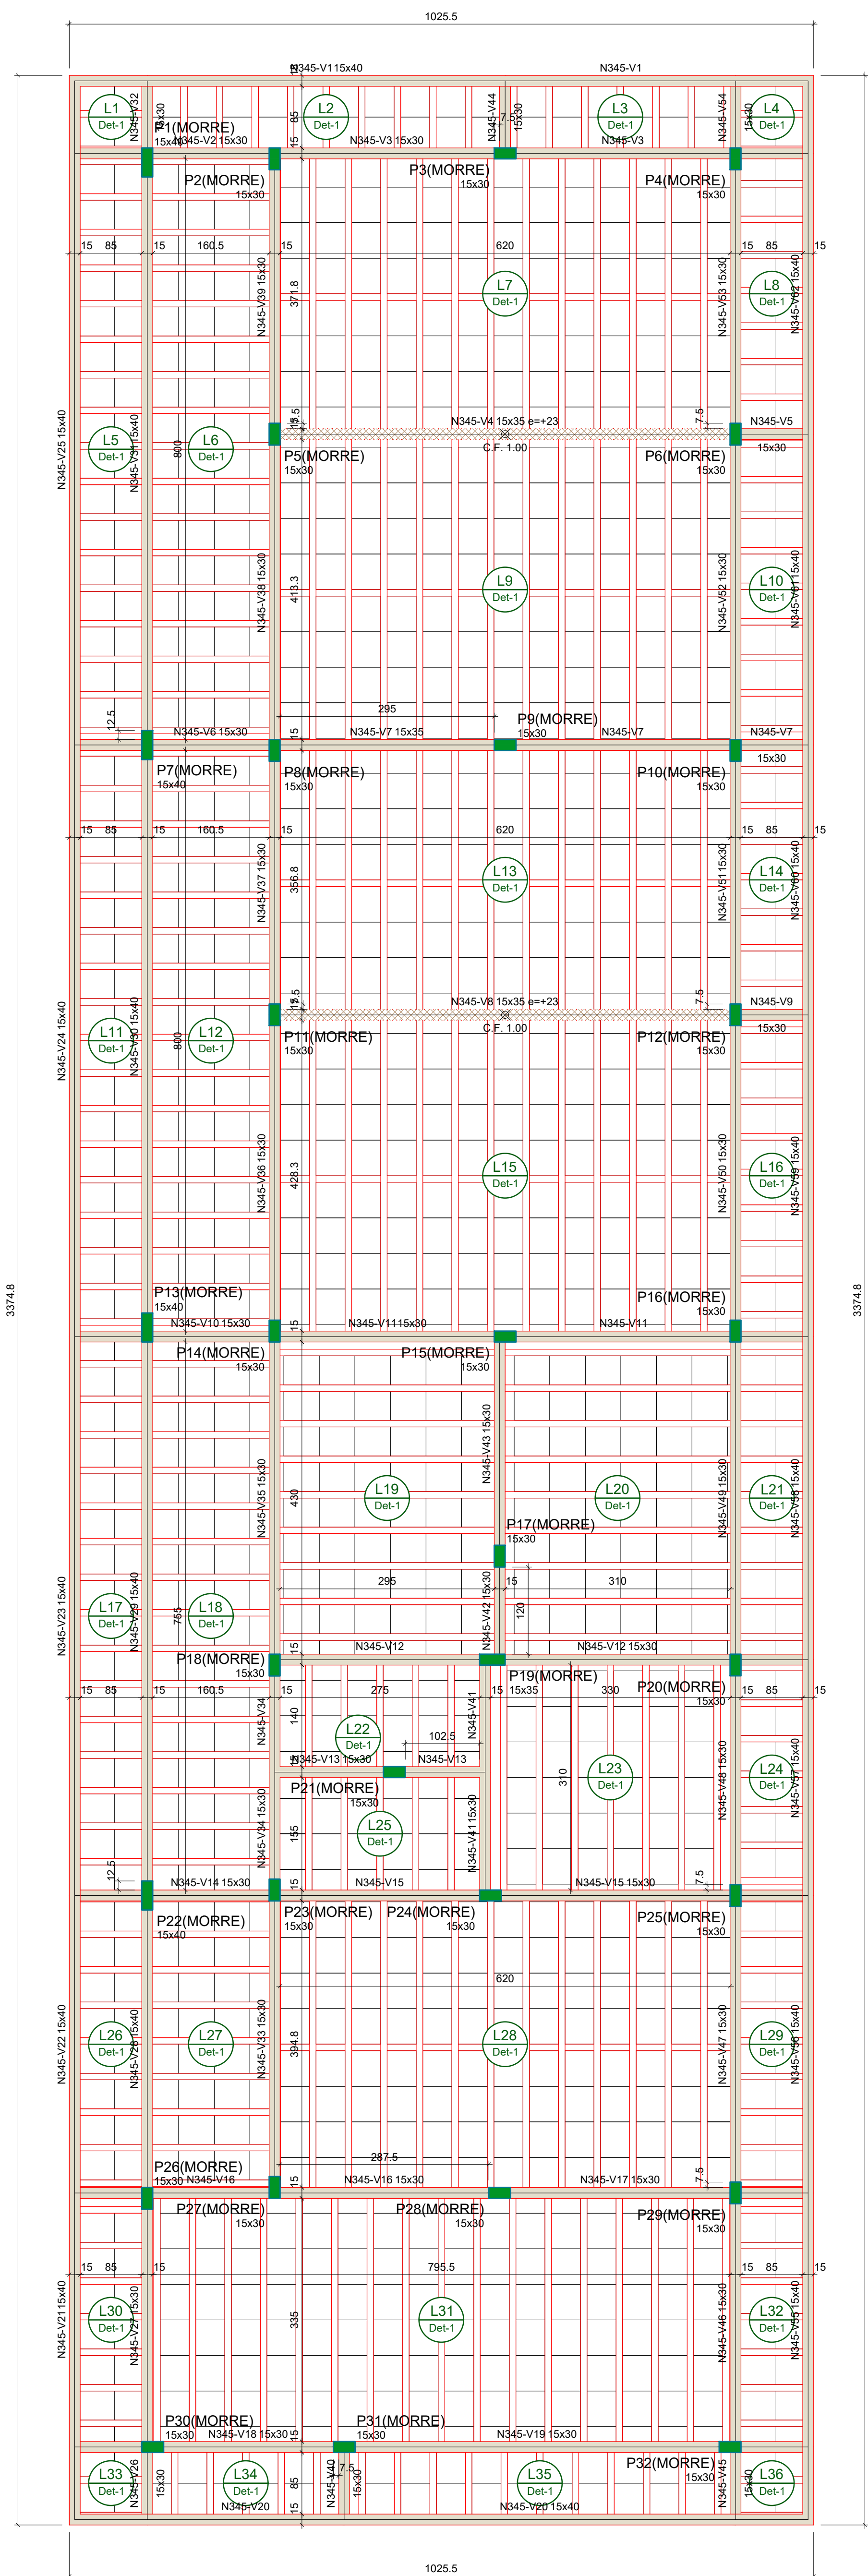 1025.5
N345-V1 15x40
N345-V1
15
L1
Det-1
N345-V32
15x30
L2
Det-1
85
N345-V44
7.5
15x30
L3
Det-1
N345-V54
15x30
L4
Det-1
P1(MORRE)
15x40
N345-V2 15x30
15
N345-V3 15x30
N345-V3
P2(MORRE)
15x30
P3(MORRE)
15x30
P4(MORRE)
15x30
15
85
15
160.5
15
620
15
85
15
N345-V39 15x30
371.8
L7
Det-1
N345-V53 15x30
L8
Det-1
N345-V62 15x40
N345-V25 15x40
L5
Det-1
N345-V31 15x40
L6
Det-1
800
N345-V4 15x35 e=+23
7.5
N345-V5
C.F. 1.00
P5(MORRE)
15x30
P6(MORRE)
15x30
15x30
N345-V38 15x30
413.3
L9
Det-1
N345-V52 15x30
L10
Det-1
N345-V61 15x40
295
12.5
N345-V6 15x30
15
N345-V7 15x35
P9(MORRE)
15x30
N345-V7
N345-V7
15x30
P7(MORRE)
15x40
P8(MORRE)
15x30
P10(MORRE)
15x30
15
85
15
160.5
15
620
15
85
15
N345-V37 15x30
356.8
L13
Det-1
N345-V51 15x30
L14
Det-1
N345-V60 15x40
N345-V24 15x40
L11
Det-1
N345-V30 15x40
L12
Det-1
800
N345-V8 15x35 e=+23
7.5
N345-V9
C.F. 1.00
15x30
P11(MORRE)
15x30
P12(MORRE)
15x30
3374.8
3374.8
N345-V36 15x30
428.3
L15
Det-1
N345-V50 15x30
L16
Det-1
N345-V59 15x40
P13(MORRE)
15x40
N345-V10 15x30
15
N345-V11 15x30
N345-V11
P16(MORRE)
15x30
P14(MORRE)
15x30
P15(MORRE)
15x30
N345-V35 15x30
430
L19
Det-1
N345-V43 15x30
L20
Det-1
N345-V49 15x30
L21
Det-1
N345-V58 15x40
P17(MORRE)
15x30
295
15
310
120
N345-V23 15x40
L17
Det-1
N345-V29 15x40
L18
Det-1
755
N345-V42 15x30
15
N345-V12
N345-V12 15x30
P18(MORRE)
15x30
P19(MORRE)
15x35
P20(MORRE)
15x30
15
85
15
160.5
15
275
15
330
15
85
15
N345-V34
140
L22
Det-1
102.5
N345-V41
15
N345-V13 15x30
N345-V13
P21(MORRE)
15x30
310
L23
Det-1
N345-V48 15x30
L24
Det-1
N345-V57 15x40
N345-V34 15x30
155
L25
Det-1
N345-V41 15x30
12.5
N345-V14 15x30
15
N345-V15
N345-V15 15x30
7.5
P22(MORRE)
15x40
P23(MORRE)
15x30
P24(MORRE)
15x30
P25(MORRE)
15x30
620
N345-V22 15x40
L26
Det-1
N345-V28 15x40
L27
Det-1
N345-V33 15x30
394.8
L28
Det-1
N345-V47 15x30
L29
Det-1
N345-V56 15x40
287.5
P26(MORRE)
15x30
N345-V16
15
N345-V16 15x30
N345-V17 15x30
7.5
P27(MORRE)
15x30
P28(MORRE)
15x30
P29(MORRE)
15x30
15
85
15
795.5
15
85
15
N345-V21 15x40
L30
Det-1
N345-V27 15x30
335
L31
Det-1
N345-V46 15x30
L32
Det-1
N345-V55 15x40
P30(MORRE)
15x30
N345-V18 15x30
15
P31(MORRE)
15x30
N345-V19 15x30
P32(MORRE)
15x30
L33
Det-1
N345-V26
15x30
L34
Det-1
85
N345-V40
7.5
15x30
L35
Det-1
N345-V45
15x30
L36
Det-1
N345-V20
15
N345-V20 15x40
1025.5